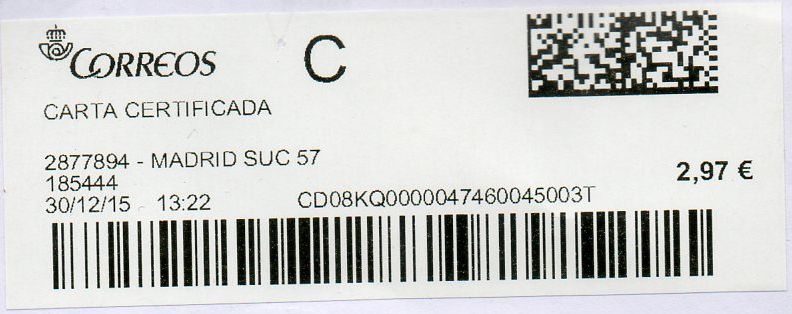 CORREOS C
CARTA CERTIFICADA
2877894 - MADRID SUC 57
185444
2,97 €
30/12/15 13:22 CD08KQ0000047460045003T